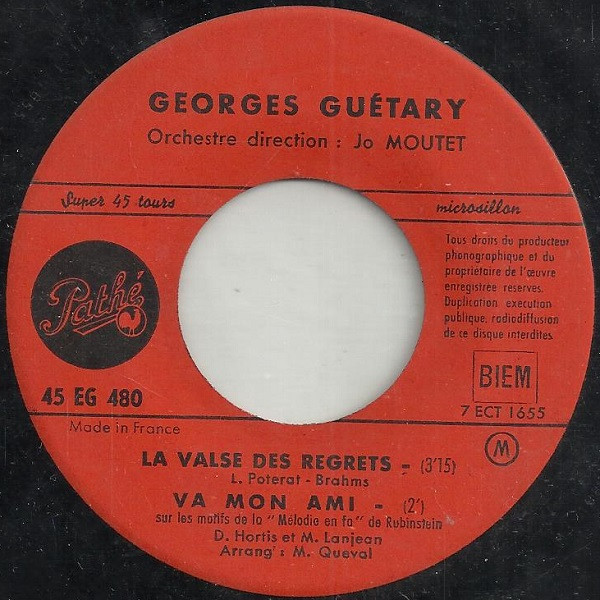 GEORGES GUÉTARY
Orchestre direction : Jo MOUTET
Super 45 tours
microsillon
Pathé
Tous droits du producteur
phonographique et du
propriétaire de l'œuvre
enregistrée réservés.
Duplication exécution
publique, radiodiffusion
de ce disque interdites.
45 EG 480
BIEM
7 ECT 1655
Made in France
M
LA VALSE DES REGRETS - (3'15)
L. Poterat - Brahms
VA MON AMI - (2')
sur les motifs de la "Mélodie en fa" de Rubinstein
D. Hortis et M. Lanjean
Arrang' : M. Queval